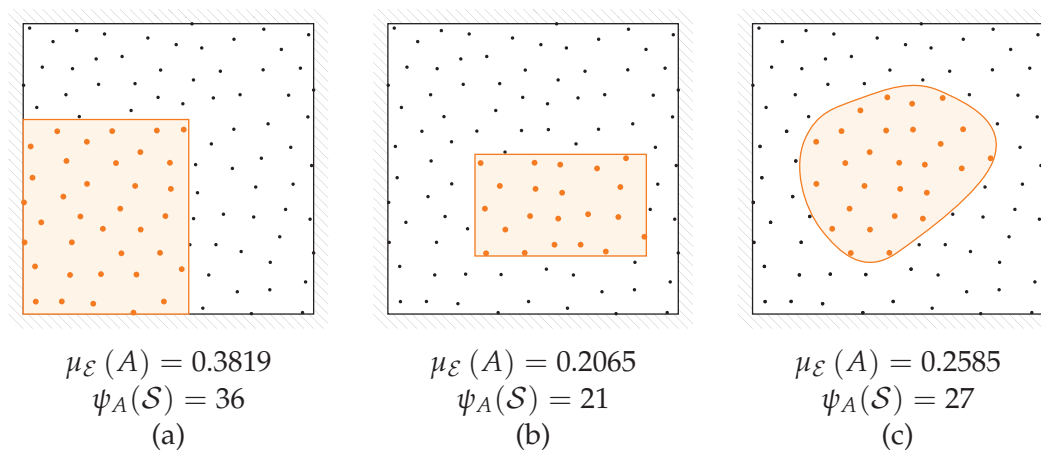 μ_ℰ (A) = 0.3819
ψ_A(𝒮) = 36
(a)
μ_ℰ (A) = 0.2065
ψ_A(𝒮) = 21
(b)
μ_ℰ (A) = 0.2585
ψ_A(𝒮) = 27
(c)